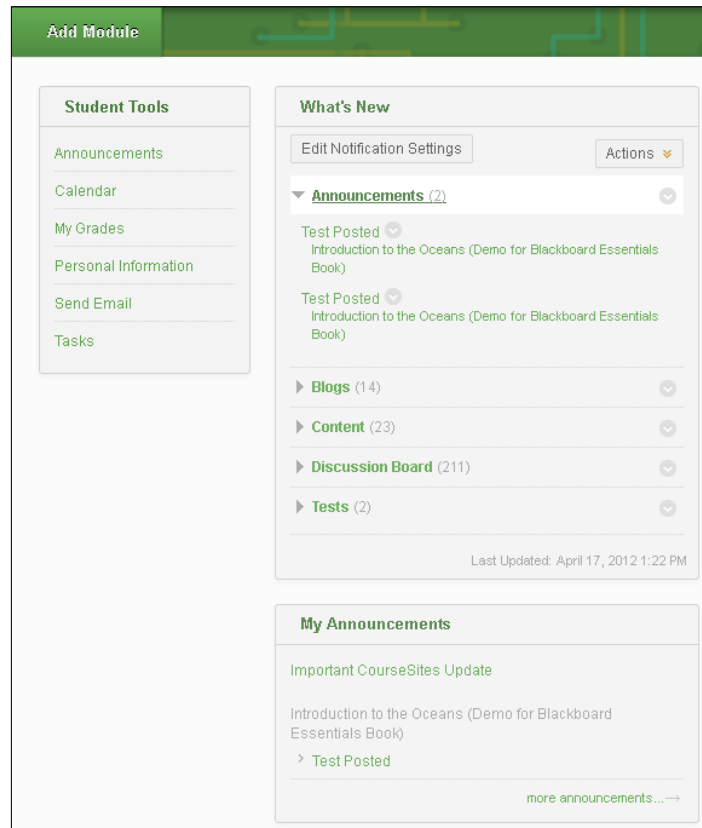 Add Module
Student Tools
Announcements
Calendar
My Grades
Personal Information
Send Email
Tasks
What's New
Edit Notification Settings
Actions
Announcements (2)
Test Posted
Introduction to the Oceans (Demo for Blackboard Essentials
Book)
Test Posted
Introduction to the Oceans (Demo for Blackboard Essentials
Book)
Blogs (14)
Content (23)
Discussion Board (211)
Tests (2)
Last Updated: April 17, 2012 1:22 PM
My Announcements
Important CourseSites Update
Introduction to the Oceans (Demo for Blackboard
Essentials Book)
Test Posted
more announcements...→